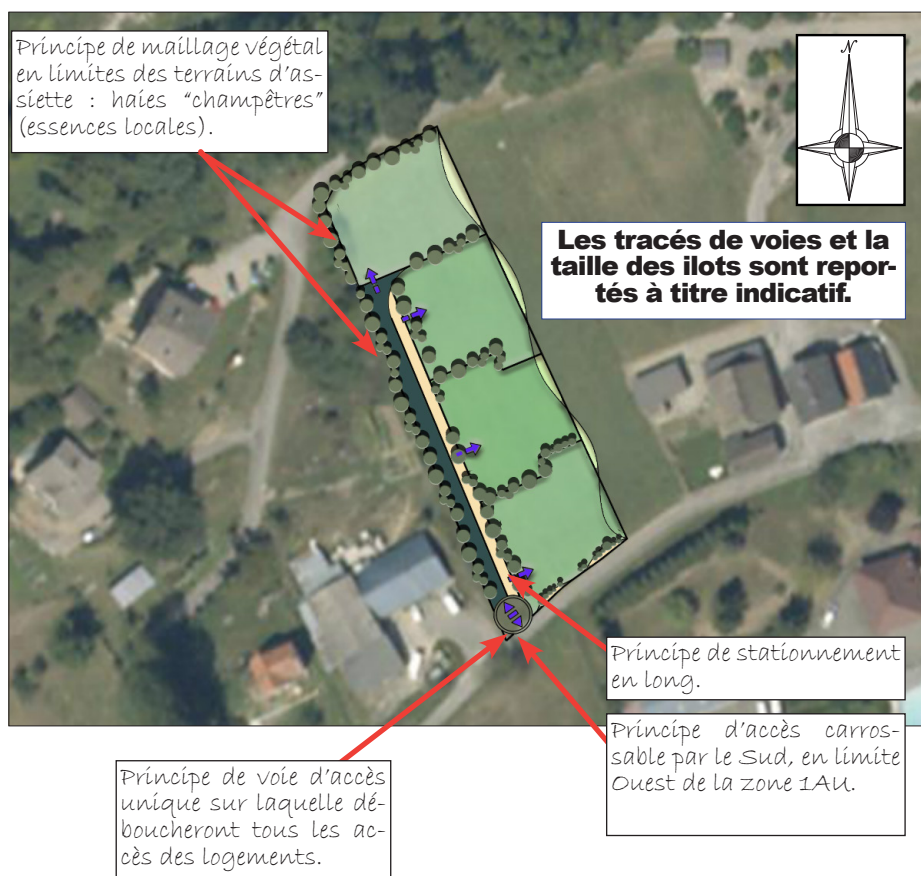 Principe de maillage végétal
en limites des terrains d'as-
siette : haies "champêtres"
(essences locales).
N
Les tracés de voies et la
taille des ilots sont repor-
tés à titre indicatif.
Principe de stationnement
en long.
Principe d'accès carros-
sable par le Sud, en limite
Ouest de la zone 1AU.
Principe de voie d'accès
unique sur laquelle dé-
boucheront tous les ac-
cès des logements.